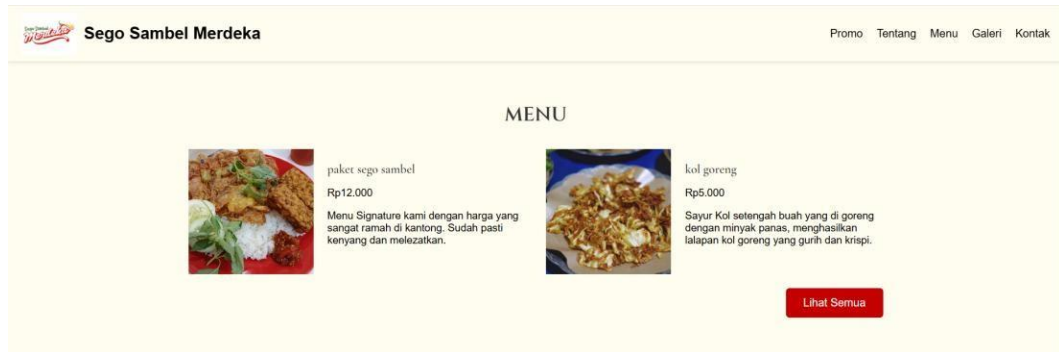 Merdeka
Sego Sambel Merdeka
Promo Tentang Menu Galeri Kontak
MENU
paket sego sambel
Rp12.000
Menu Signature kami dengan harga yang
sangat ramah di kantong. Sudah pasti
kenyang dan melezatkan.
kol goreng
Rp5.000
Sayur Kol setengah buah yang di goreng
dengan minyak panas, menghasilkan
lalapan kol goreng yang gurih dan krispi.
Lihat Semua